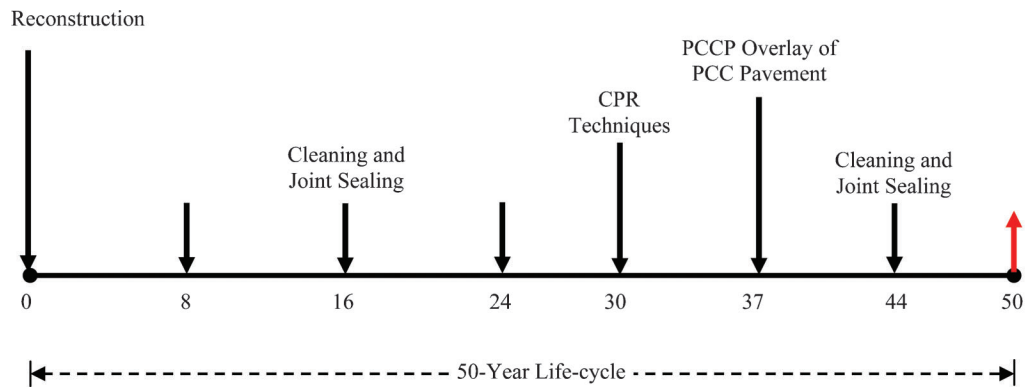 Reconstruction
PCCP Overlay of
PCC Pavement
CPR
Techniques
Cleaning and
Joint Sealing
Cleaning and
Joint Sealing
0
8
16
24
30
37
44
50
50-Year Life-cycle